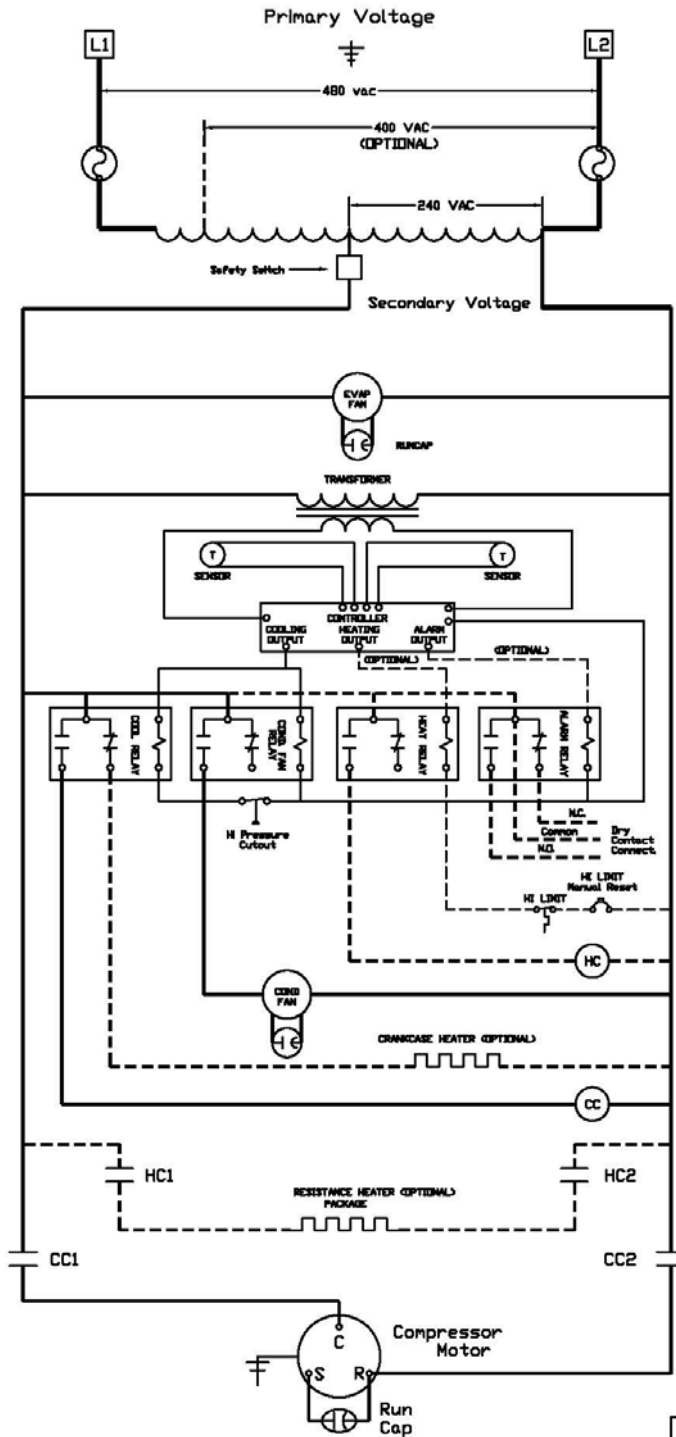 Primary Voltage
L1
L2
480 vac
400 VAC
(OPTIONAL)
240 VAC
Safety Switch
Secondary Voltage
EVAP
FAN
RUNCAP
TRANSFORMER
T
SENSOR
T
SENSOR
CONTROLLER
COOLING
OUTPUT
HEATING
OUTPUT
ALARM
OUTPUT
(OPTIONAL)
(OPTIONAL)
COOL RELAY
COND. FAN
RELAY
HEAT RELAY
ALARM RELAY
HI Pressure
Cutout
N.C.
Common
N.O.
Dry
Contact
Connect.
HI LIMIT
Manual Reset
HI LIMIT
HC
COND
FAN
CRANKCASE HEATER (OPTIONAL)
CC
HC1
HC2
RESISTANCE HEATER (OPTIONAL)
PACKAGE
CC1
CC2
Compressor
Motor
C
S
R
Run
Cap